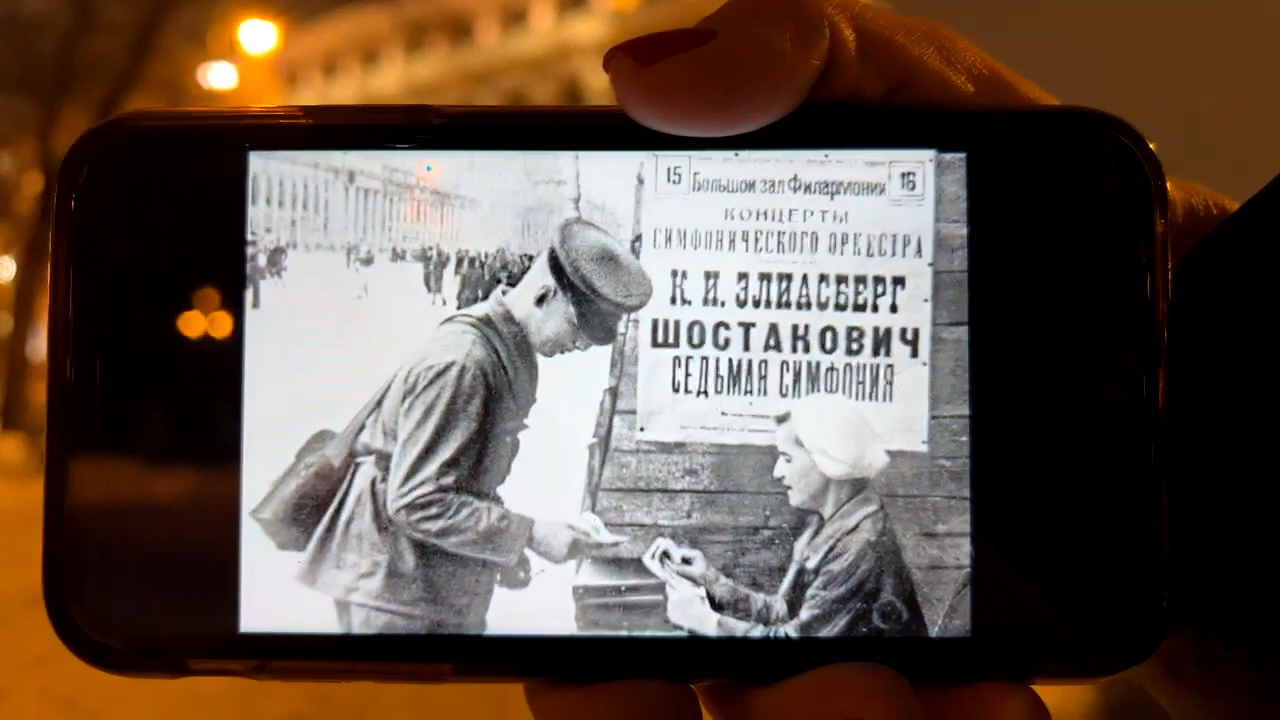 15 Большой зал Филармонии 16
КОНЦЕРТЫ
СИМФОНИЧЕСКОГО ОРКЕСТРА
К. И. ЭЛИАСБЕРГ
ШОСТАКОВИЧ
СЕДЬМАЯ СИМФОНИЯ